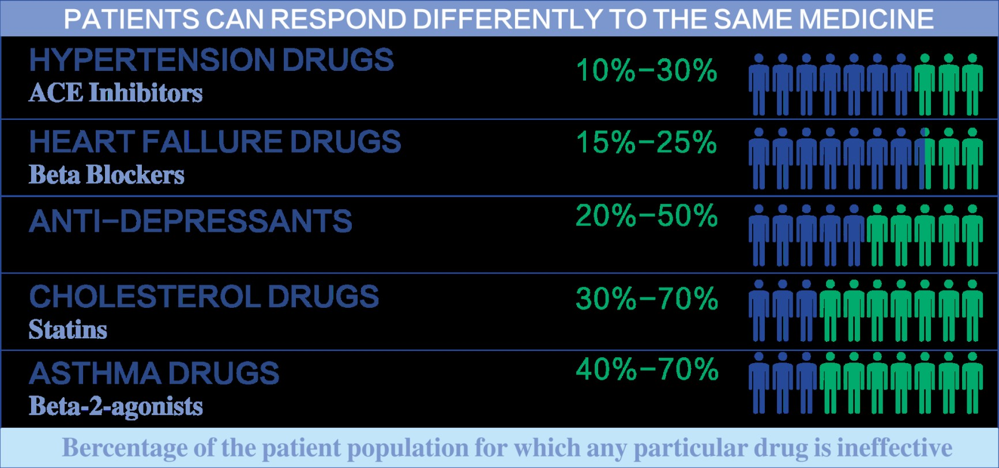 PATIENTS CAN RESPOND DIFFERENTLY TO THE SAME MEDICINE
HYPERTENSION DRUGS
ACE Inhibitors
10%–30%
HEART FALLURE DRUGS
Beta Blockers
15%–25%
ANTI–DEPRESSANTS
20%–50%
CHOLESTEROL DRUGS
Statins
30%–70%
ASTHMA DRUGS
Beta-2-agonists
40%–70%
Bercentage of the patient population for which any particular drug is ineffective